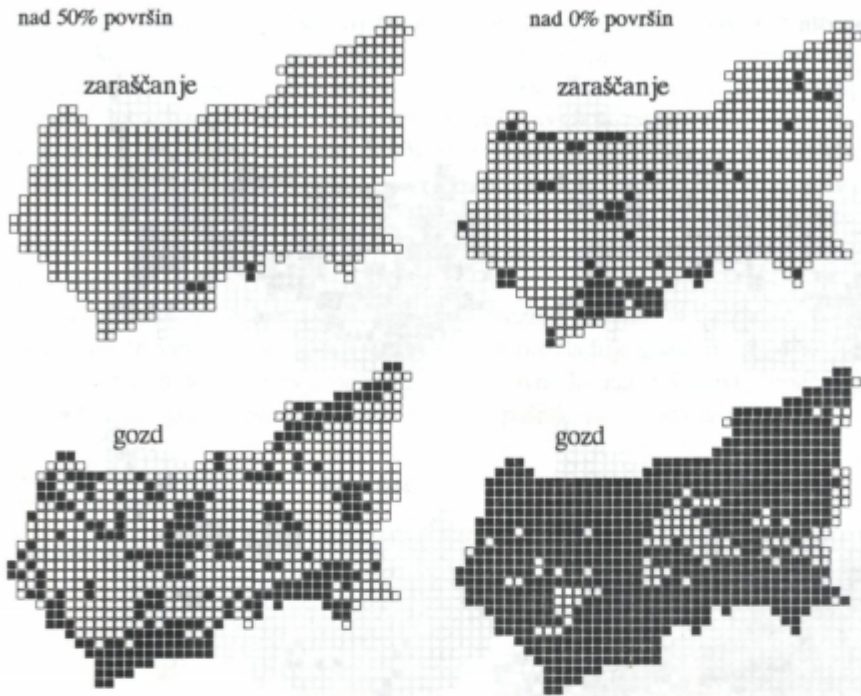 nad 50% površin
nad 0% površin
zaraščanje
zaraščanje
gozd
gozd